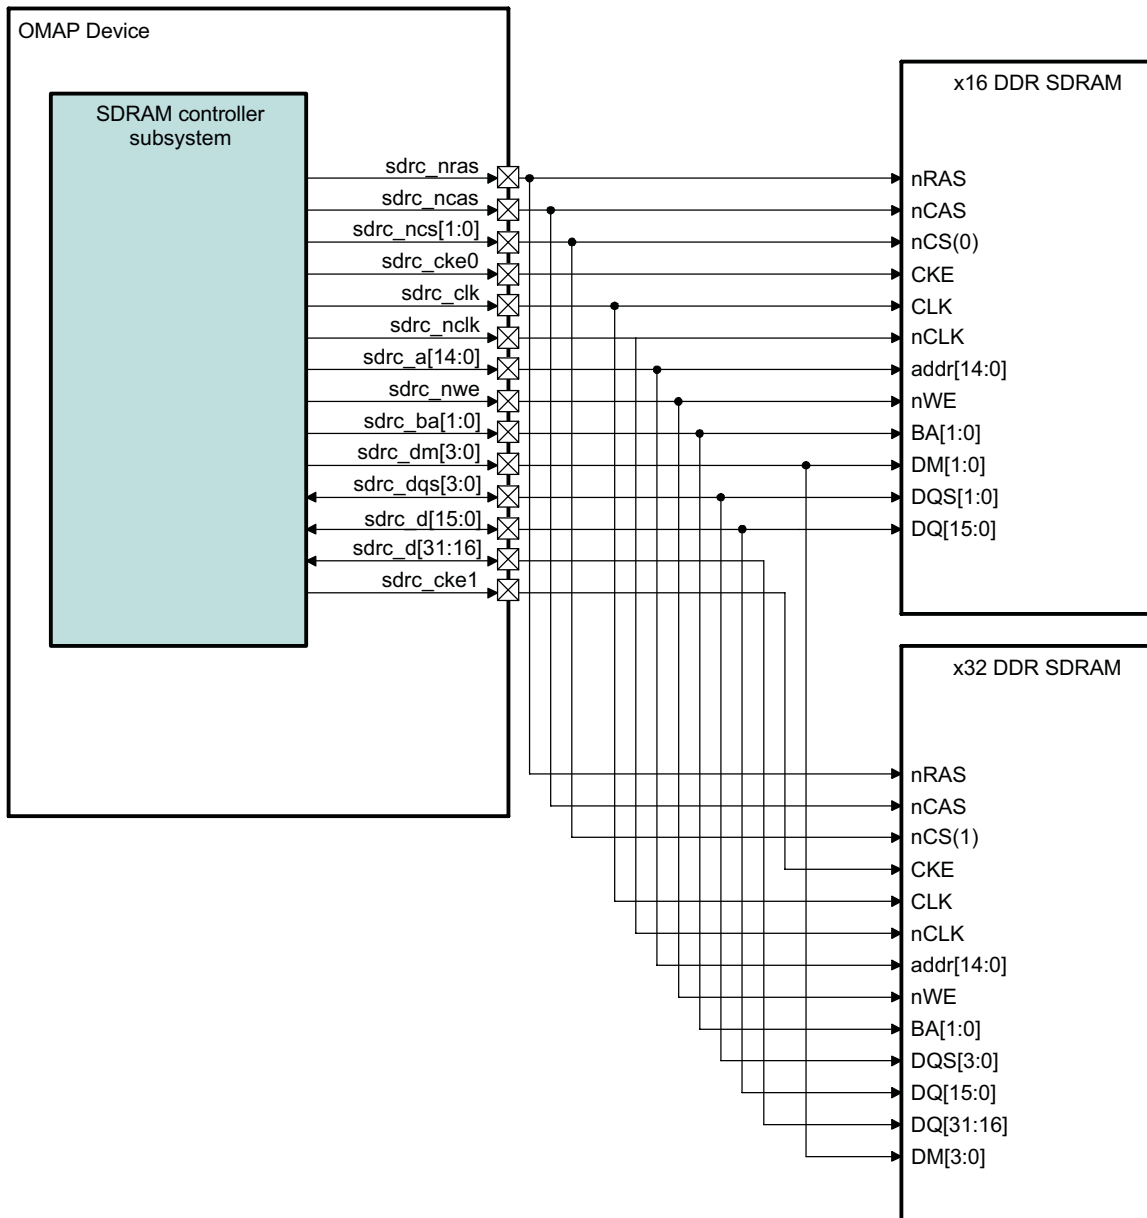 OMAP Device
SDRAM controller
subsystem
sdrc_nras
sdrc_ncas
sdrc_ncs[1:0]
sdrc_cke0
sdrc_clk
sdrc_nclk
sdrc_a[14:0]
sdrc_nwe
sdrc_ba[1:0]
sdrc_dm[3:0]
sdrc_dqs[3:0]
sdrc_d[15:0]
sdrc_d[31:16]
sdrc_cke1
x16 DDR SDRAM
nRAS
nCAS
nCS(0)
CKE
CLK
nCLK
addr[14:0]
nWE
BA[1:0]
DM[1:0]
DQS[1:0]
DQ[15:0]
x32 DDR SDRAM
nRAS
nCAS
nCS(1)
CKE
CLK
nCLK
addr[14:0]
nWE
BA[1:0]
DQS[3:0]
DQ[15:0]
DQ[31:16]
DM[3:0]